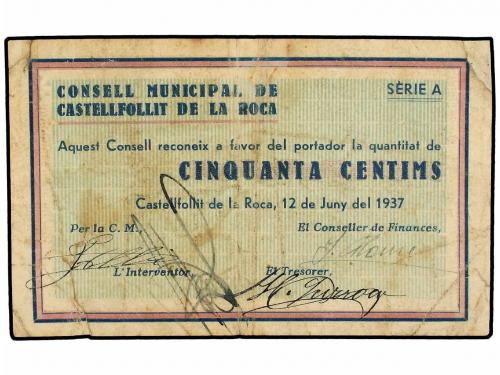 CONSELL MUNICIPAL DE
CASTELLFOLLIT DE LA ROCA
SÈRIE A
Aquest Consell reconeix a favor del portador la quantitat de
CINQUANTA CENTIMS
Castellfollit de la Roca, 12 de Juny del 1937
Per la C. M., El Conseller de Finances,
L'Interventor, El Tresorer,